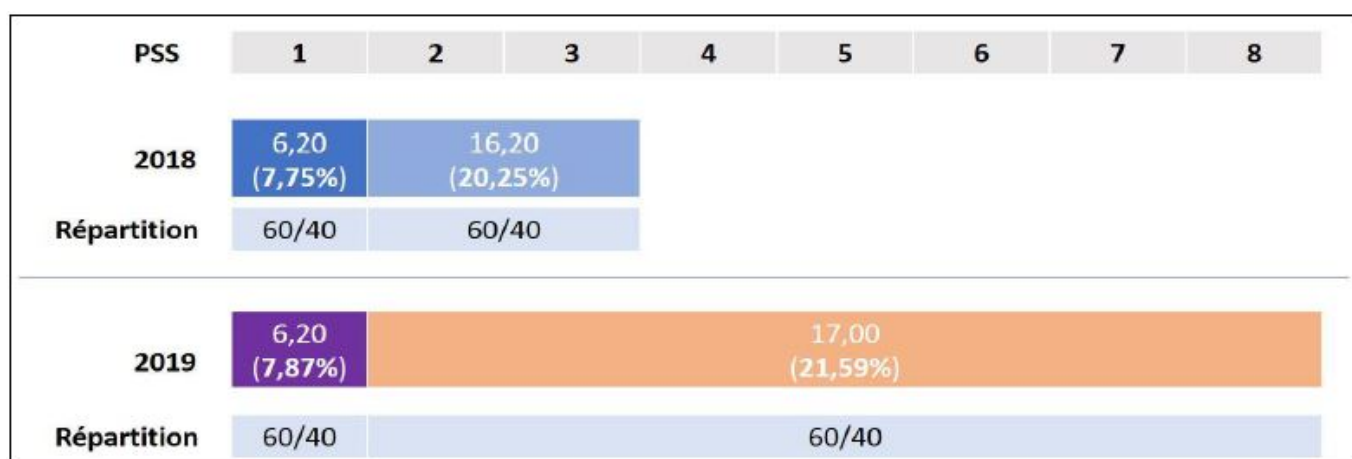 PSS 1 2 3 4 5 6 7 8
2018 6,20 16,20
(7,75%) (20,25%)
Répartition 60/40 60/40
2019 6,20 17,00
(7,87%) (21,59%)
Répartition 60/40 60/40